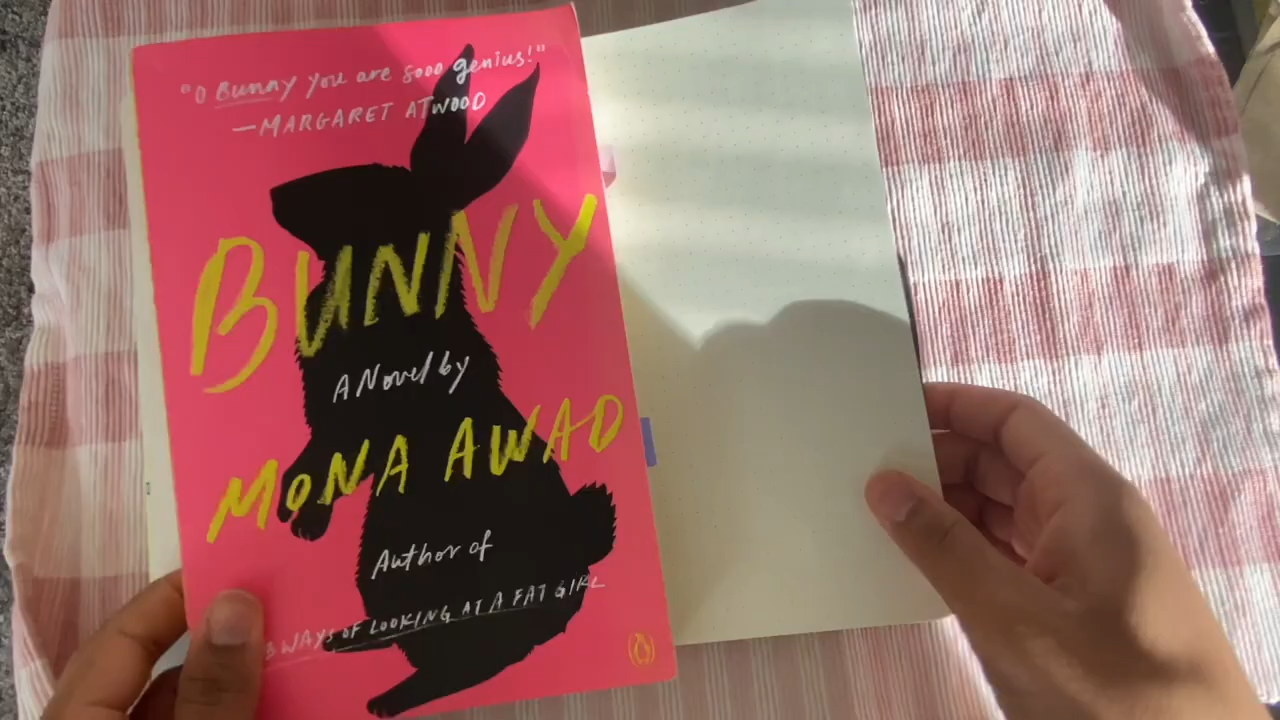 "O Bunny you are sooo genius!"
—MARGARET ATWOOD
BUNNY
A Novel by
MONA AWAD
Author of
WAYS OF LOOKING AT A FAT GIRL